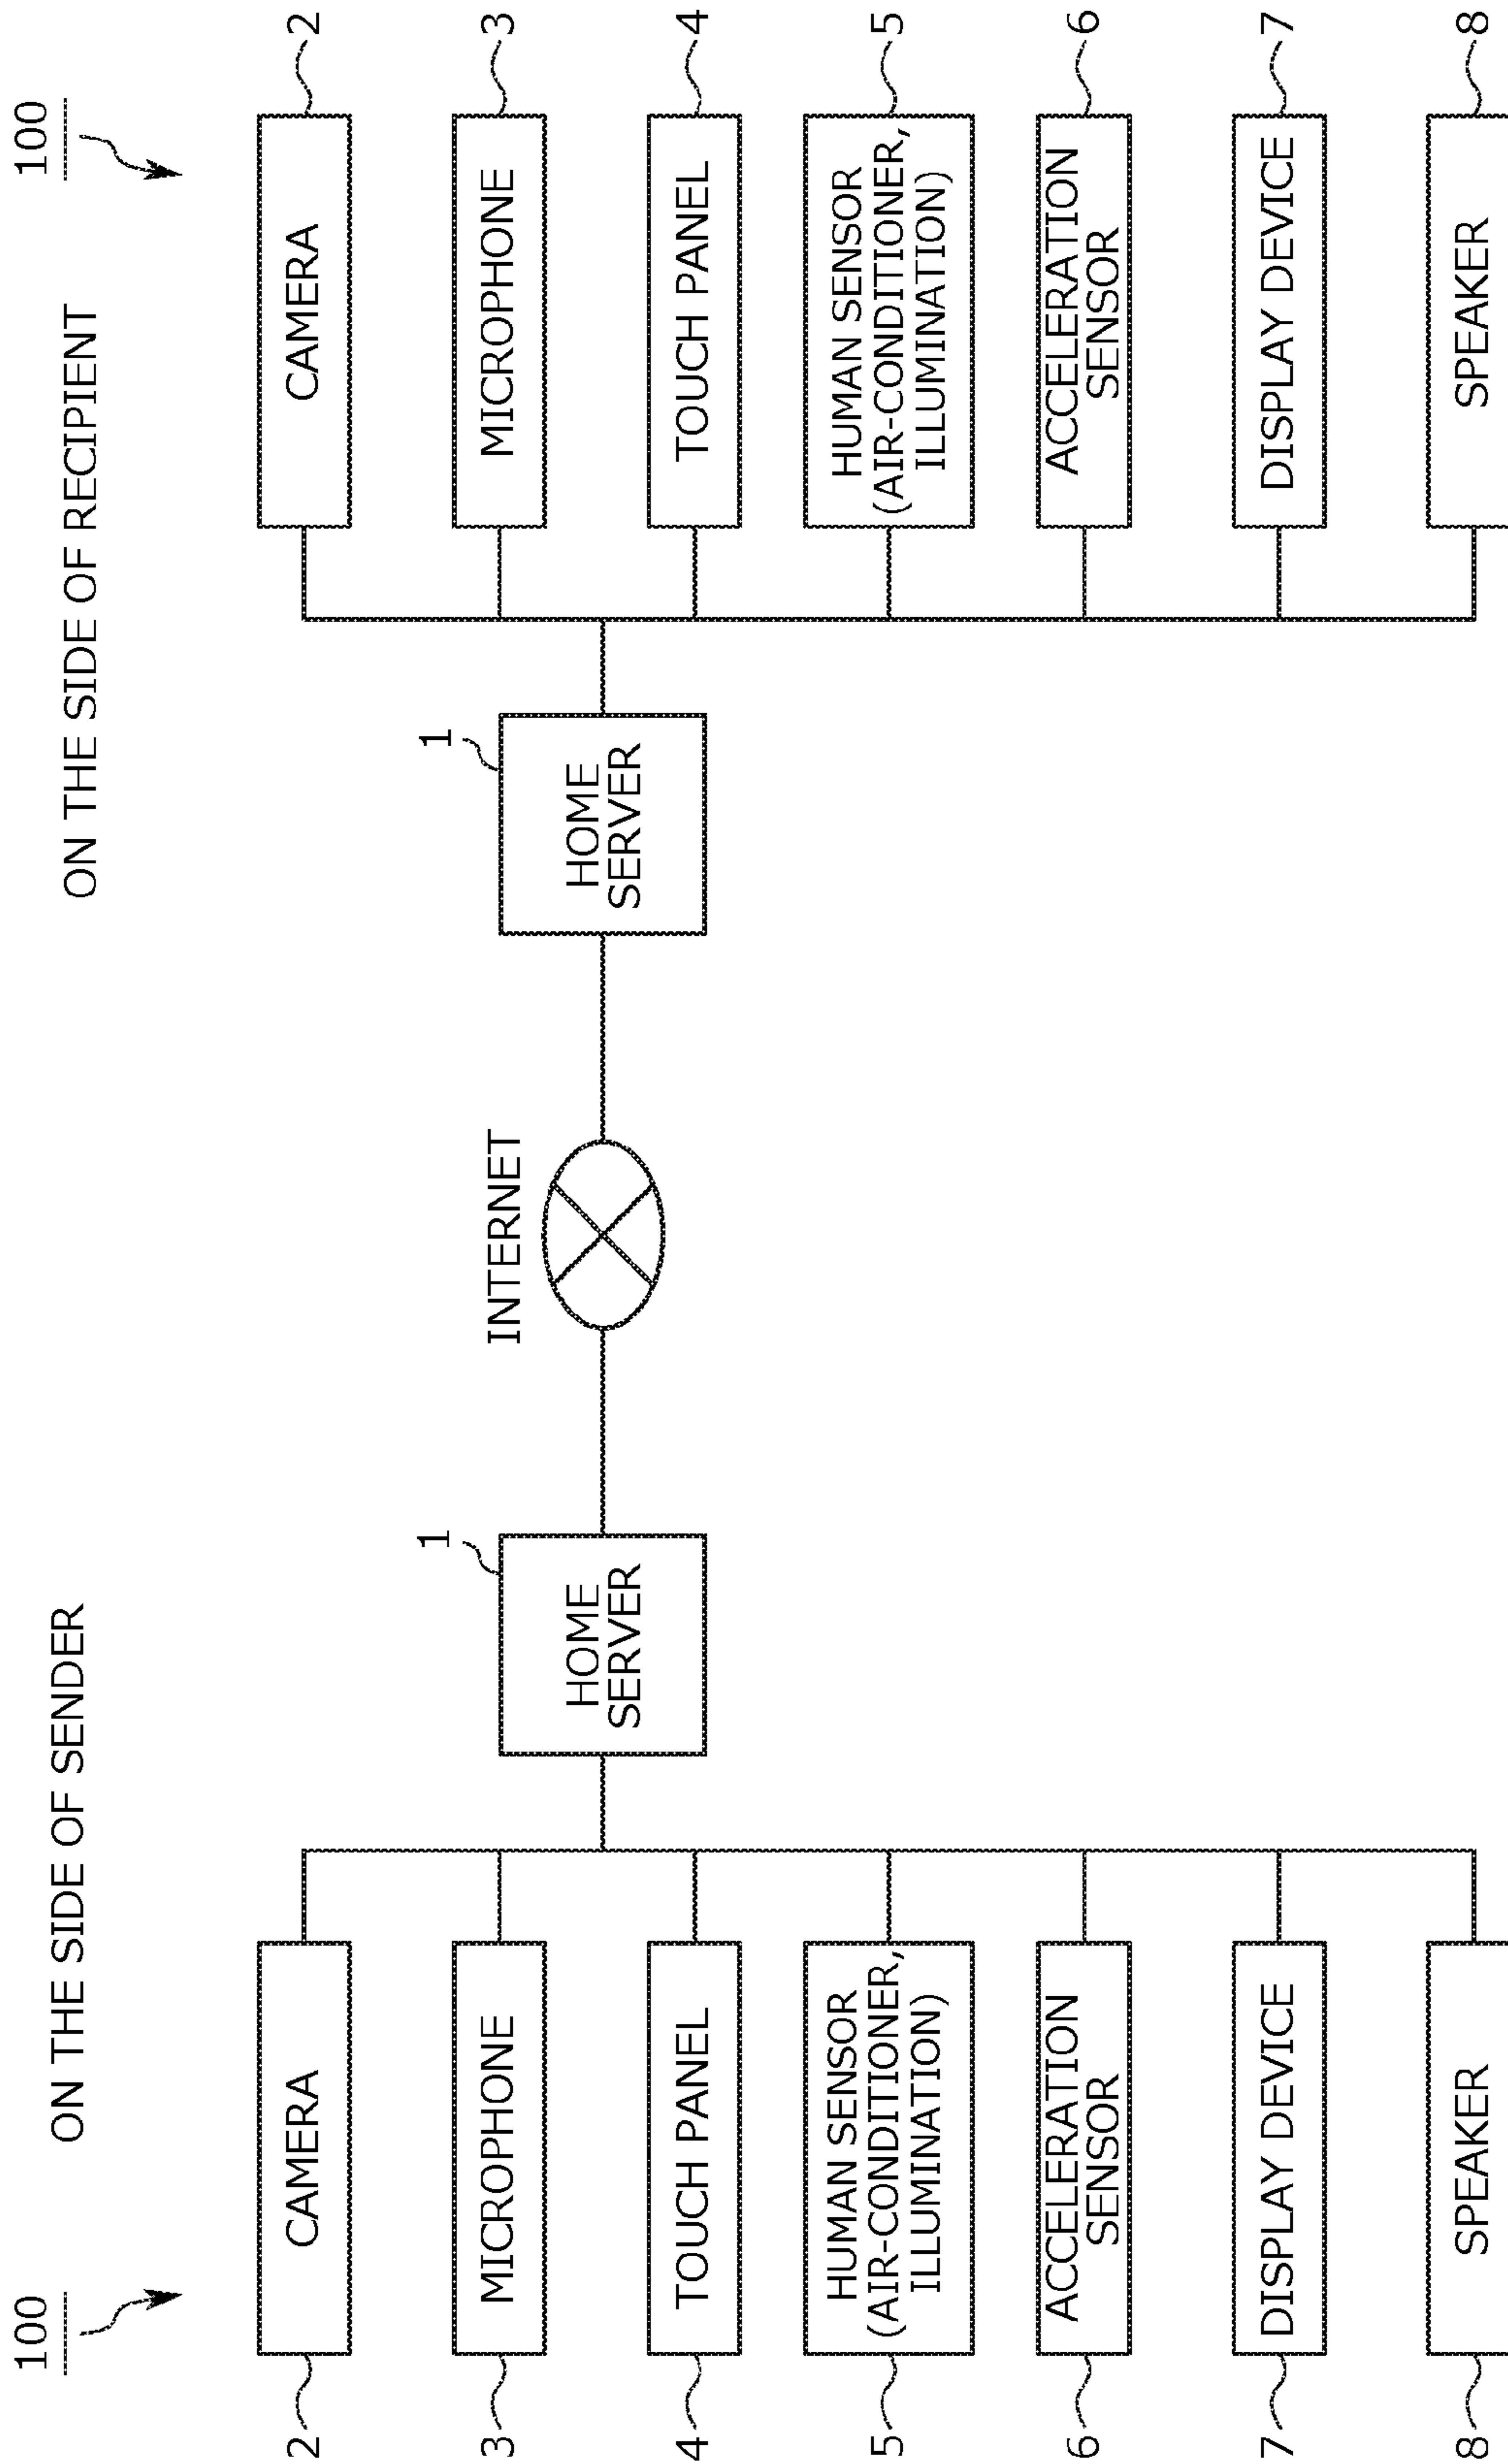 100
ON THE SIDE OF SENDER
2
CAMERA
3
MICROPHONE
4
TOUCH PANEL
5
HUMAN SENSOR
(AIR-CONDITIONER,
ILLUMINATION)
6
ACCELERATION
SENSOR
7
DISPLAY DEVICE
8
SPEAKER
1
HOME
SERVER
INTERNET
1
HOME
SERVER
ON THE SIDE OF RECIPIENT
100
CAMERA
2
MICROPHONE
3
TOUCH PANEL
4
HUMAN SENSOR
(AIR-CONDITIONER,
ILLUMINATION)
5
ACCELERATION
SENSOR
6
DISPLAY DEVICE
7
SPEAKER
8